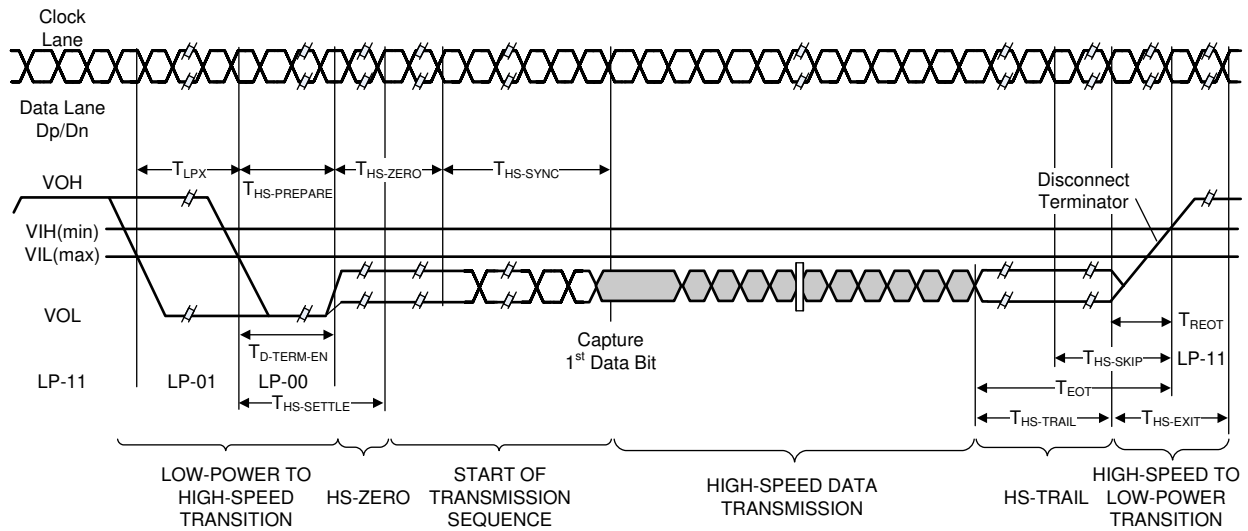 Clock
Lane
Data Lane
Dp/Dn
TLPX
THS-PREPARE
THS-ZERO
THS-SYNC
VOH
Disconnect
Terminator
VIH(min)
VIL(max)
VOL
TD-TERM-EN
Capture
1st Data Bit
TREOT
THS-SKIP
LP-11
LP-11
LP-01
LP-00
TEOT
THS-SETTLE
THS-TRAIL
THS-EXIT
LOW-POWER TO
HIGH-SPEED
TRANSITION
HS-ZERO
START OF
TRANSMISSION
SEQUENCE
HIGH-SPEED DATA
TRANSMISSION
HS-TRAIL
HIGH-SPEED TO
LOW-POWER
TRANSITION